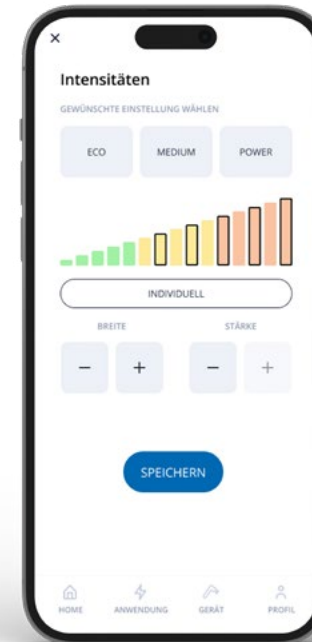 ×
Intensitäten
GEWÜNSCHTE EINSTELLUNG WÄHLEN
ECO MEDIUM POWER
INDIVIDUELL
BREITE STÄRKE
− + − +
SPEICHERN
HOME ANWENDUNG GERÄT PROFIL